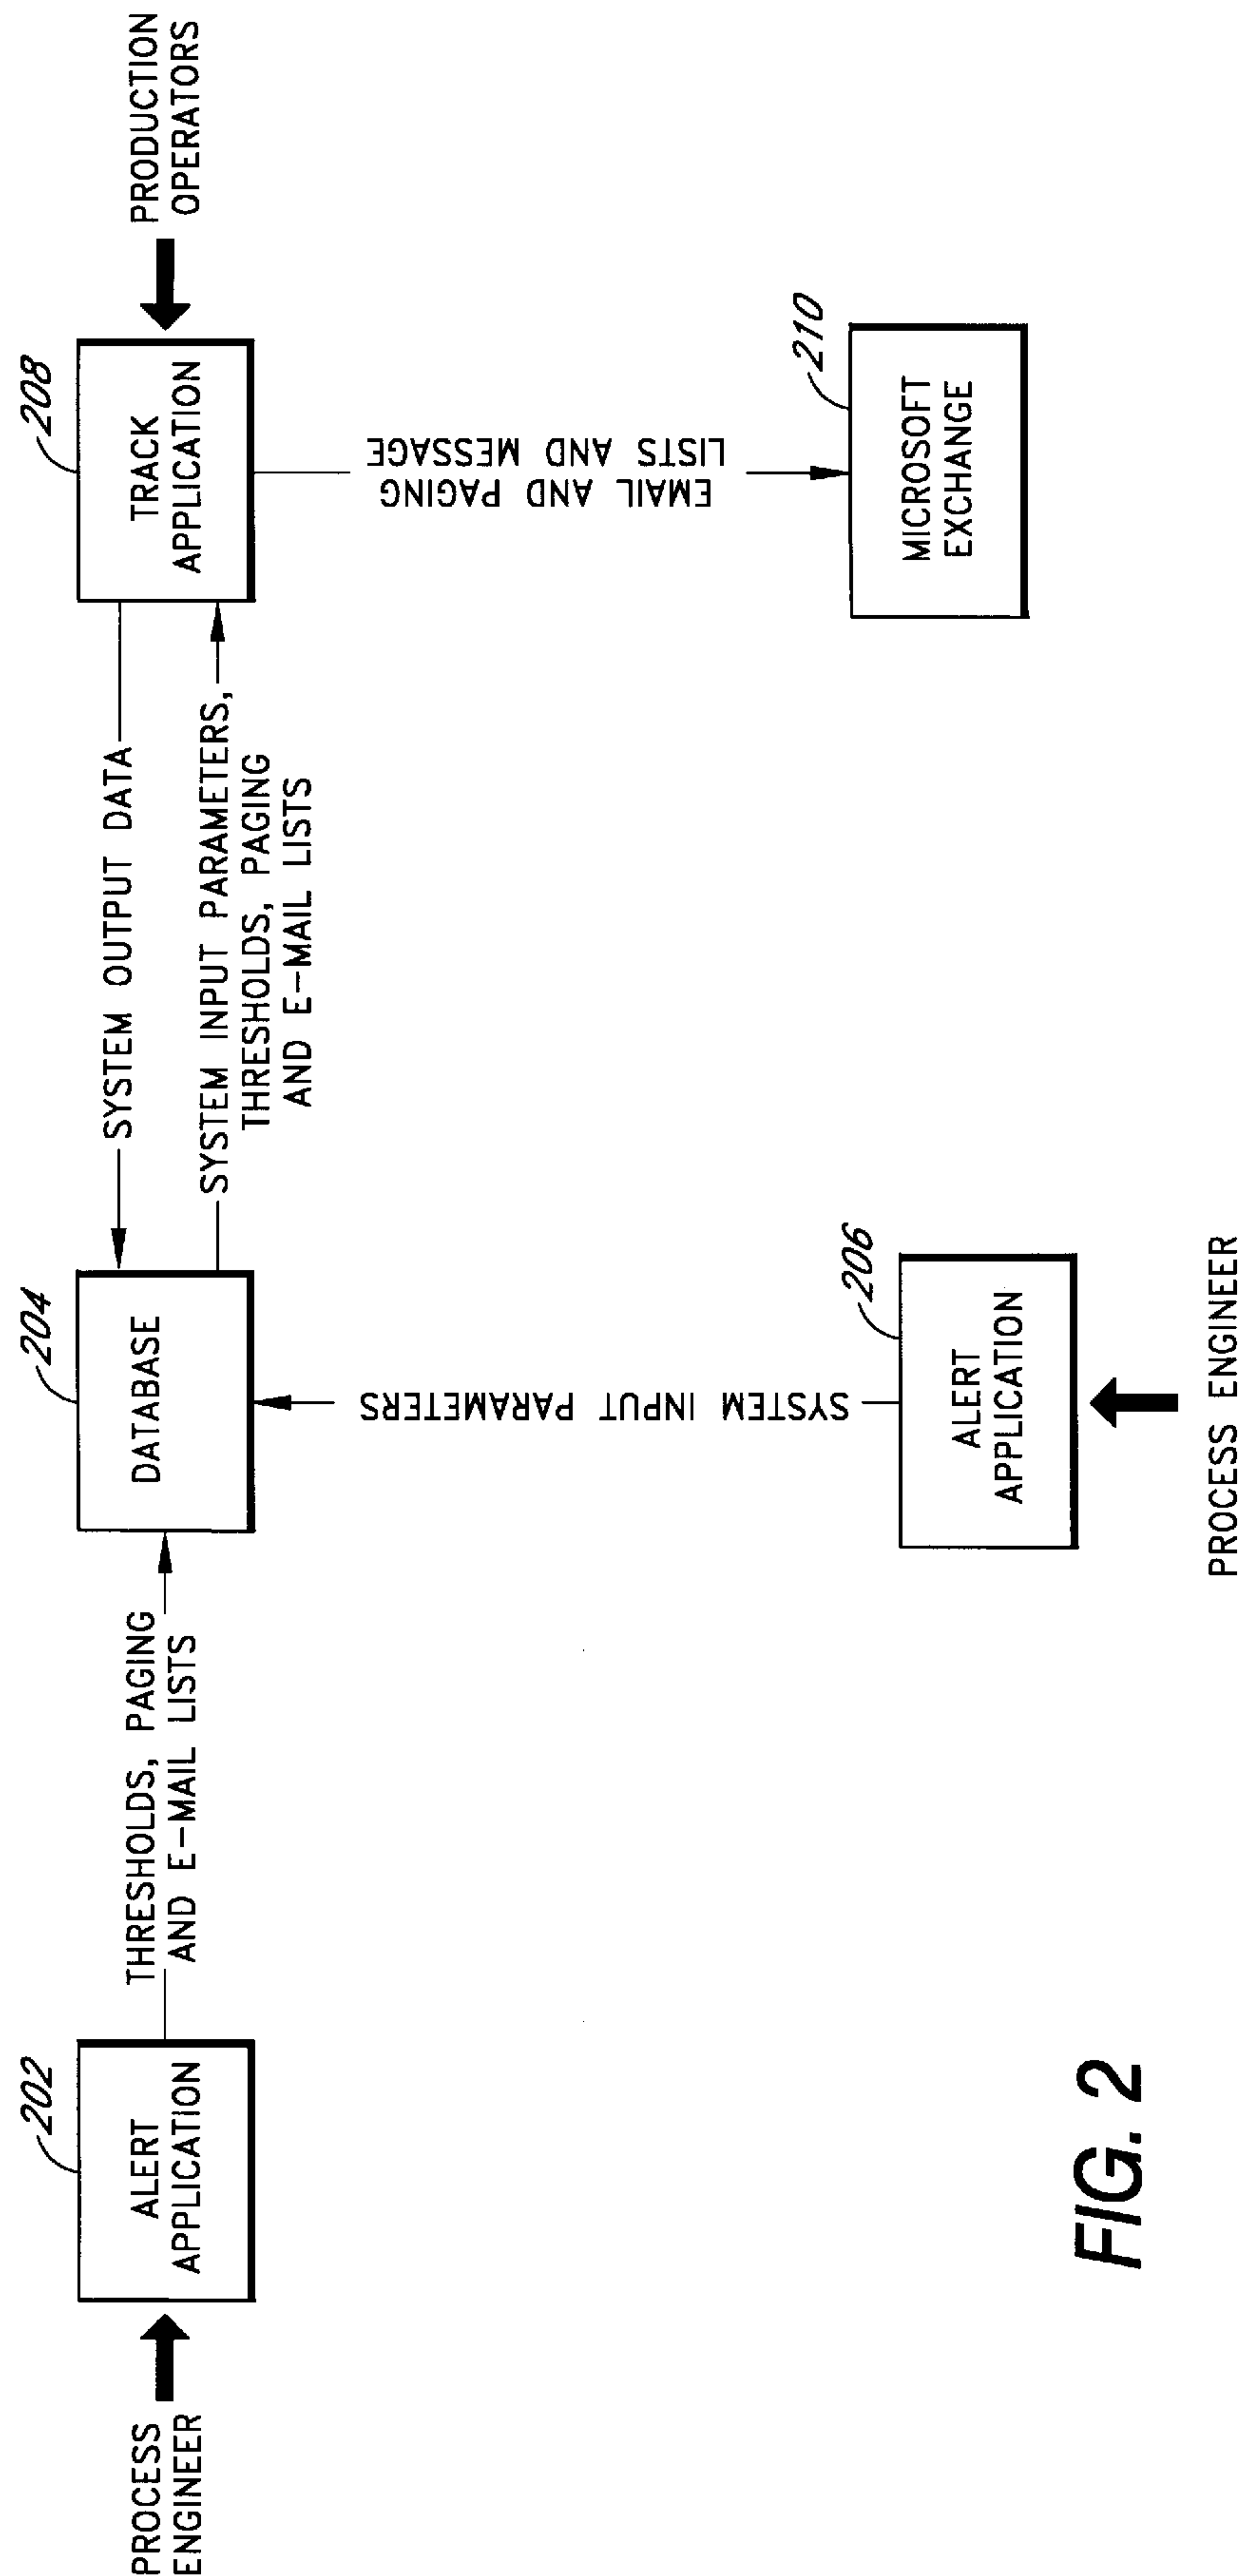 PROCESS
ENGINEER
202
ALERT
APPLICATION
THRESHOLDS, PAGING
AND E-MAIL LISTS
204
DATABASE
SYSTEM OUTPUT DATA
SYSTEM INPUT PARAMETERS,
THRESHOLDS, PAGING
AND E-MAIL LISTS
208
TRACK
APPLICATION
PRODUCTION
OPERATORS
SYSTEM INPUT PARAMETERS
206
ALERT
APPLICATION
PROCESS ENGINEER
EMAIL AND PAGING
LISTS AND MESSAGE
210
MICROSOFT
EXCHANGE
FIG. 2